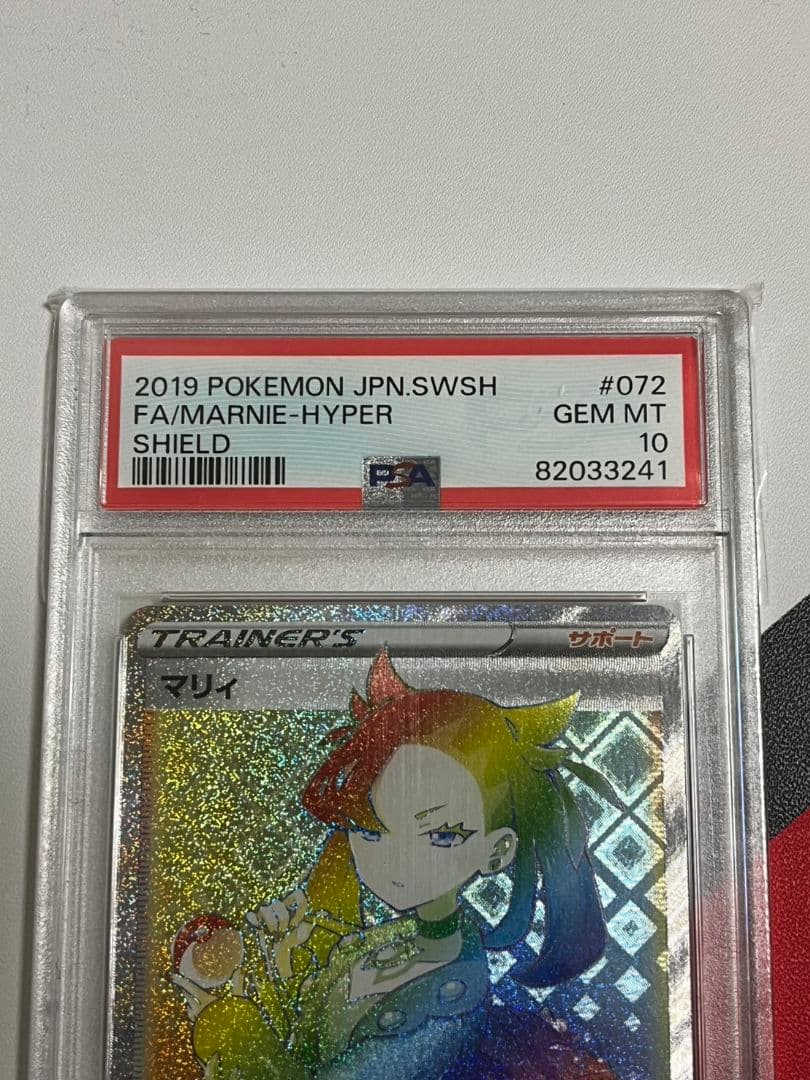 2019 POKEMON JPN.SWSH #072
FA/MARNIE-HYPER GEM MT
SHIELD 10
PSA 82033241
TRAINER'S サポート
マリィ